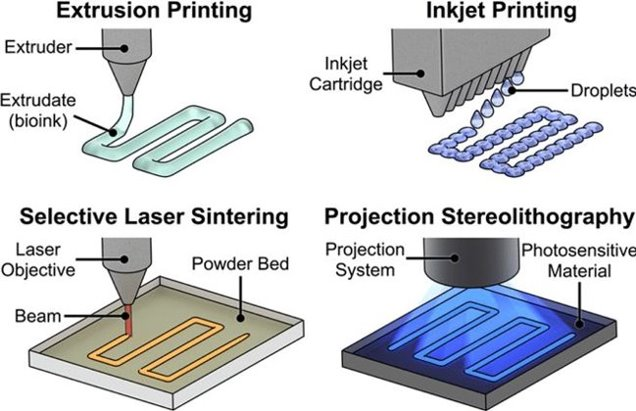 Extrusion Printing
Extruder
Extrudate
(bioink)
Inkjet Printing
Inkjet
Cartridge
Droplets
Selective Laser Sintering
Laser
Objective
Powder Bed
Beam
Projection Stereolithography
Projection
System
Photosensitive
Material